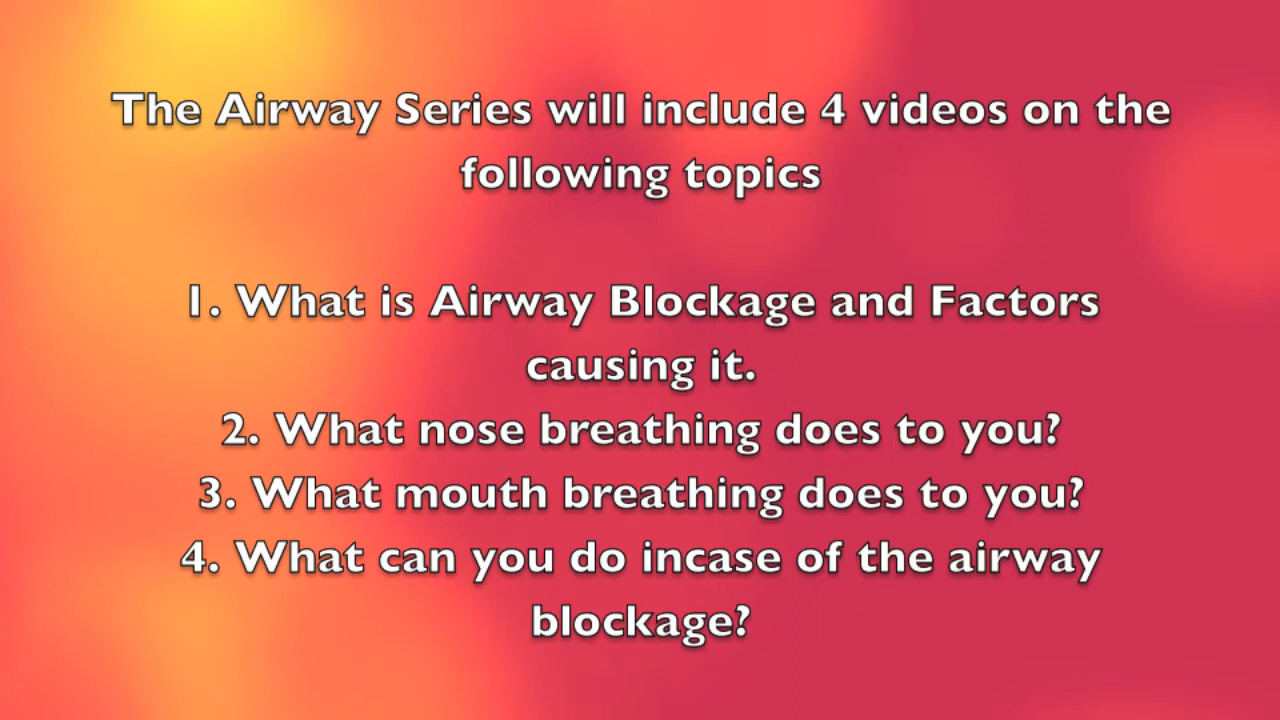 The Airway Series will include 4 videos on the
following topics
1. What is Airway Blockage and Factors
causing it.
2. What nose breathing does to you?
3. What mouth breathing does to you?
4. What can you do incase of the airway
blockage?